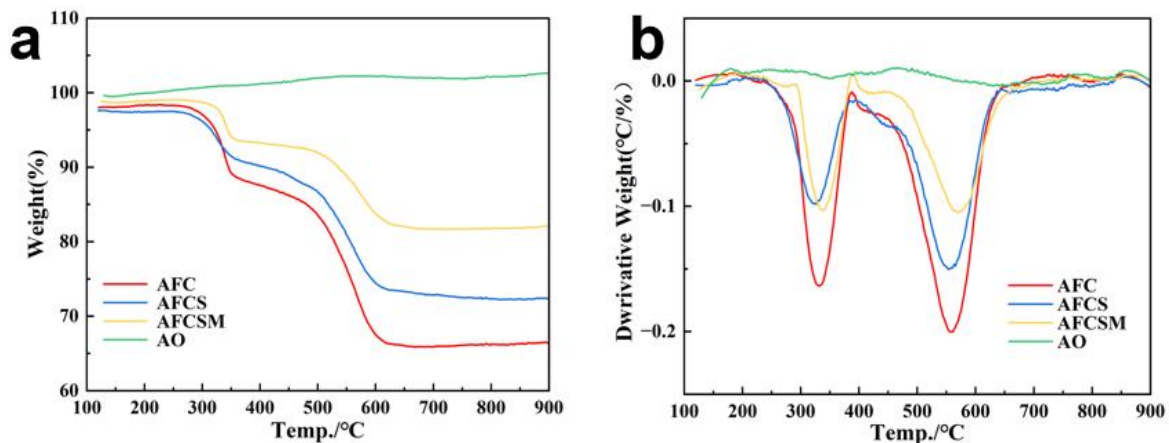 a
110
100
90
80
70
60
Weight(%)
AFC
AFCS
AFCSM
AO
100 200 300 400 500 600 700 800 900
Temp./°C
b
0.0
−0.1
−0.2
Dwrivative Weight(°C/%)
AFC
AFCS
AFCSM
AO
100 200 300 400 500 600 700 800 900
Temp./°C